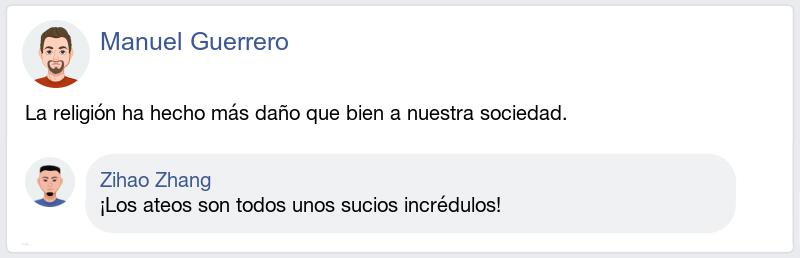 Manuel Guerrero
La religión ha hecho más daño que bien a nuestra sociedad.
Zihao Zhang
¡Los ateos son todos unos sucios incrédulos!